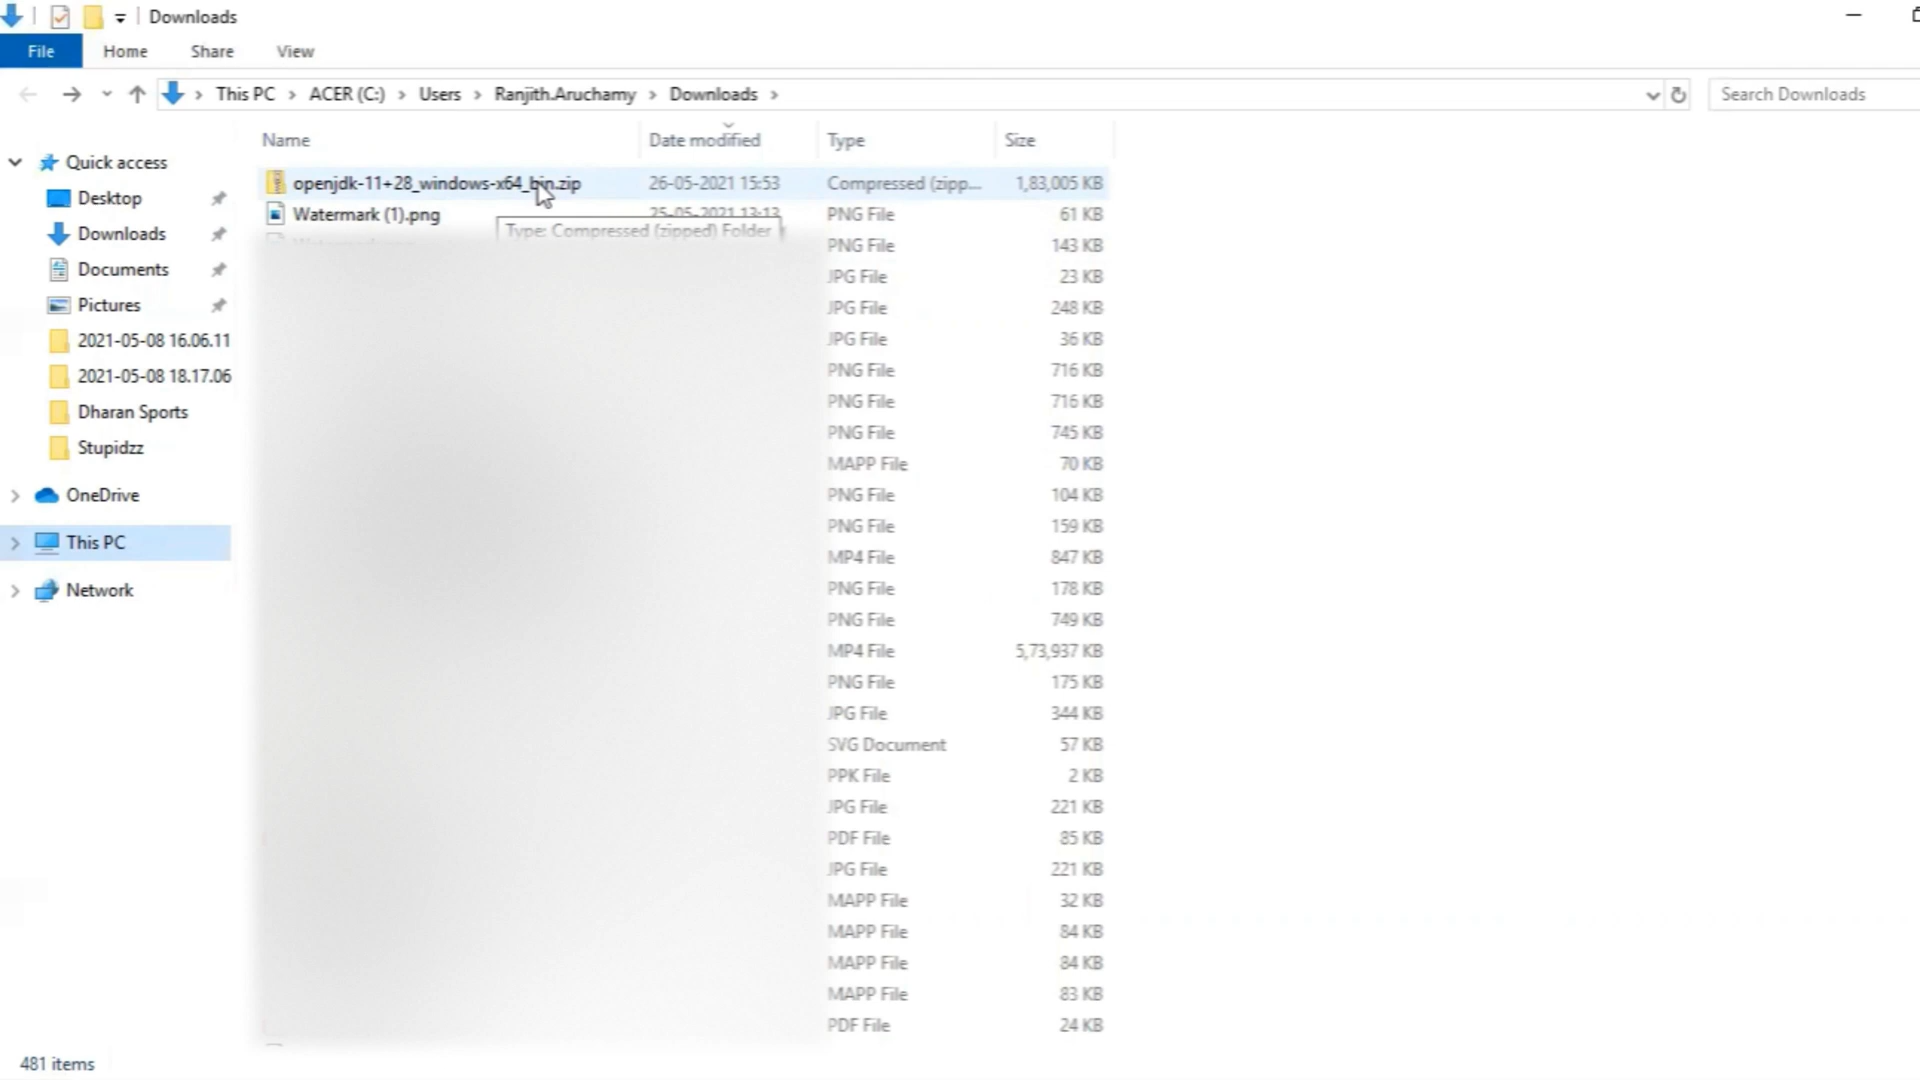 Downloads
File Home Share View
This PC > ACER (C:) > Users > Ranjith.Aruchamy > Downloads >
Search Downloads
Name Date modified Type Size
Quick access
Desktop
Downloads
Documents
Pictures
2021-05-08 16.06.11
2021-05-08 18.17.06
Dharan Sports
Stupidzz
OneDrive
This PC
Network
openjdk-11+28_windows-x64_bin.zip 26-05-2021 15:53 Compressed (zipp... 1,83,005 KB
Watermark (1).png 25-05-2021 13:13 PNG File 61 KB
Type: Compressed (zipped) Folder
PNG File 143 KB
JPG File 23 KB
JPG File 248 KB
JPG File 36 KB
PNG File 716 KB
PNG File 716 KB
PNG File 745 KB
MAPP File 70 KB
PNG File 104 KB
PNG File 159 KB
MP4 File 847 KB
PNG File 178 KB
PNG File 749 KB
MP4 File 5,73,937 KB
PNG File 175 KB
JPG File 344 KB
SVG Document 57 KB
PPK File 2 KB
JPG File 221 KB
PDF File 85 KB
JPG File 221 KB
MAPP File 32 KB
MAPP File 84 KB
MAPP File 84 KB
MAPP File 83 KB
PDF File 24 KB
481 items